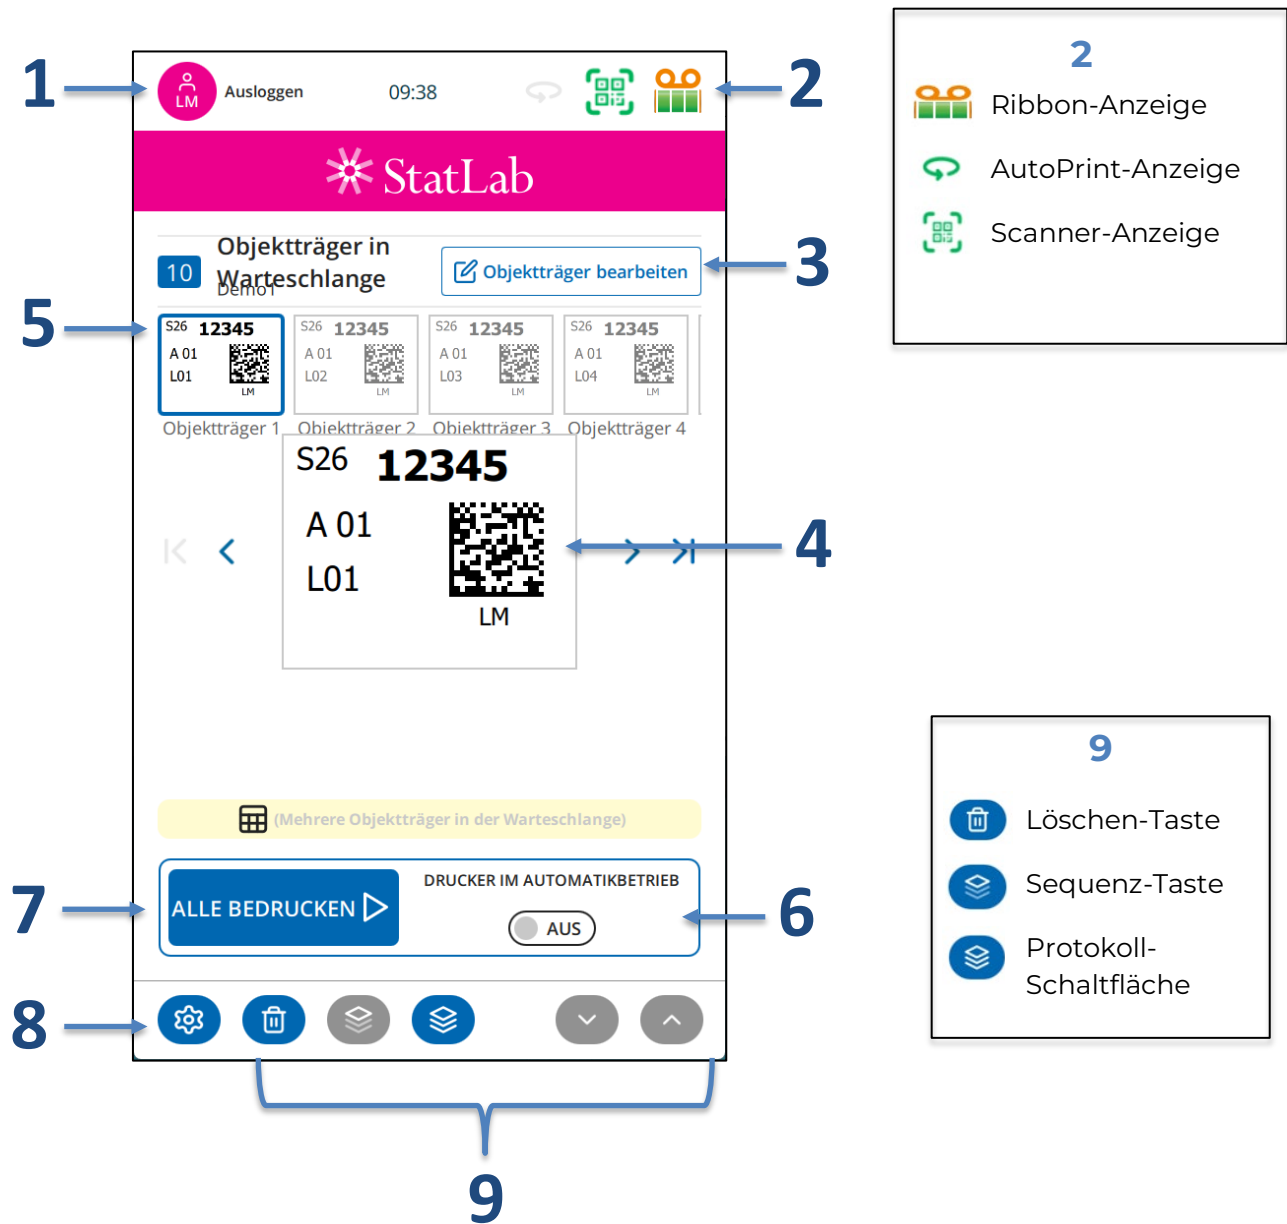 1
LM
Ausloggen
09:38
2
StatLab
10
Objektträger in
Warteschlange
Demo1
Objektträger bearbeiten
3
5
S26 12345
A 01
L01
LM
S26 12345
A 01
L02
LM
S26 12345
A 01
L03
LM
S26 12345
A 01
L04
LM
Objektträger 1
Objektträger 2
Objektträger 3
Objektträger 4
S26 12345
A 01
L01
LM
4
(Mehrere Objektträger in der Warteschlange)
7
ALLE BEDRUCKEN
DRUCKER IM AUTOMATIKBETRIEB
AUS
6
8
9
2
Ribbon-Anzeige
AutoPrint-Anzeige
Scanner-Anzeige
9
Löschen-Taste
Sequenz-Taste
Protokoll-
Schaltfläche